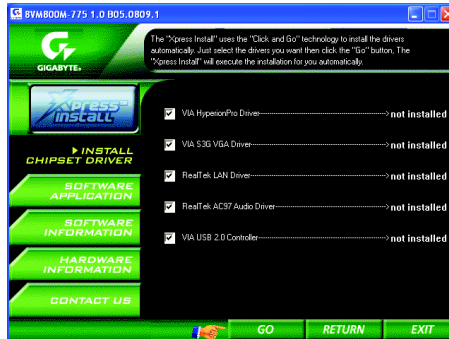 8VM800M-775 1.0 B05.0809.1
The "Xpress Install" uses the "Click and Go" technology to install the drivers
automatically. Just select the drivers you want then click the "Go" button, The
"Xpress Install" will execute the installation for you automatically.
GIGABYTE
Xpress
Install
INSTALL
CHIPSET DRIVER
SOFTWARE
APPLICATION
SOFTWARE
INFORMATION
HARDWARE
INFORMATION
CONTACT US
VIA HyperionPro Driver not installed
VIA S3G VGA Driver not installed
RealTek LAN Driver not installed
RealTek AC97 Audio Driver not installed
VIA USB 2.0 Controller not installed
GO RETURN EXIT